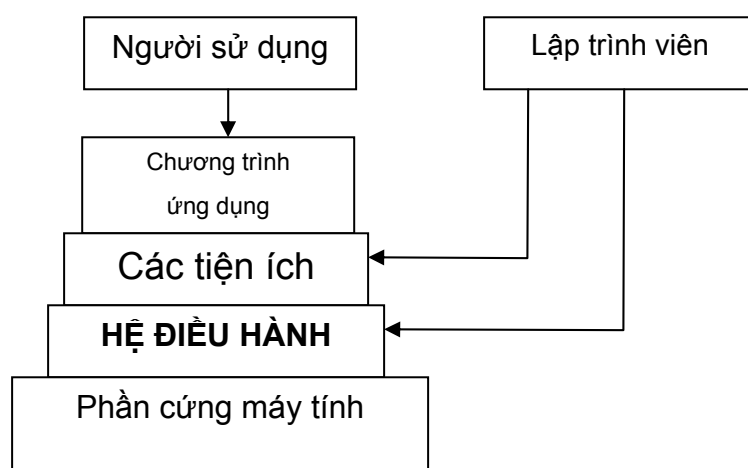 Người sử dụng
Lập trình viên
Chương trình
ứng dụng
Các tiện ích
HỆ ĐIỀU HÀNH
Phần cứng máy tính